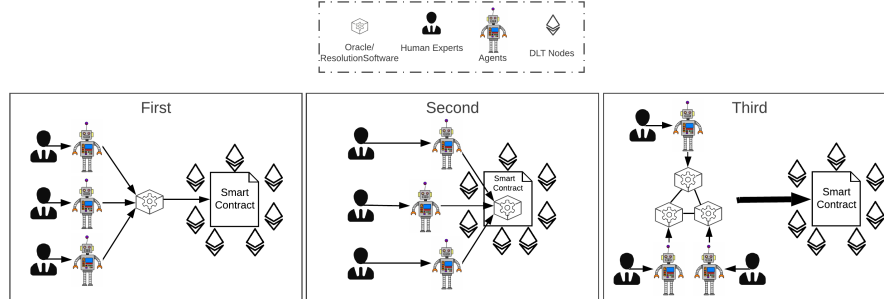 Oracle/
ResolutionSoftware
Human Experts
Agents
DLT Nodes
First
Second
Third
Smart
Contract
Smart
Contract
Smart
Contract